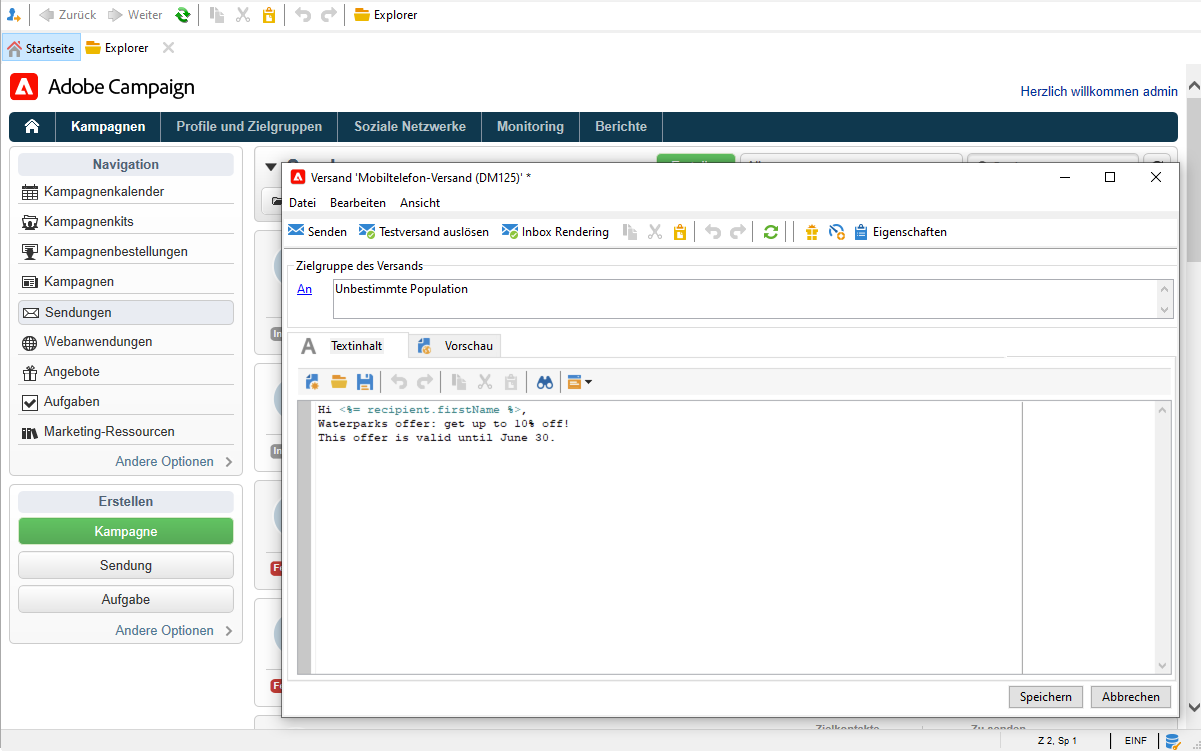 Zurück Weiter Explorer
Startseite Explorer
Adobe Campaign
Herzlich willkommen admin
Kampagnen Profile und Zielgruppen Soziale Netzwerke Monitoring Berichte
Navigation
Kampagnenkalender
Kampagnenkits
Kampagnenbestellungen
Kampagnen
Sendungen
Webanwendungen
Angebote
Aufgaben
Marketing-Ressourcen
Andere Optionen
Erstellen
Kampagne
Sendung
Aufgabe
Andere Optionen
Versand 'Mobiltelefon-Versand (DM125)' *
Datei Bearbeiten Ansicht
Senden Testversand auslösen Inbox Rendering Eigenschaften
Zielgruppe des Versands
An Unbestimmte Population
Textinhalt Vorschau
Hi <%= recipient.firstName %>,
Waterparks offer: get up to 10% off!
This offer is valid until June 30.
Speichern Abbrechen
Z 2, Sp 1 EINF